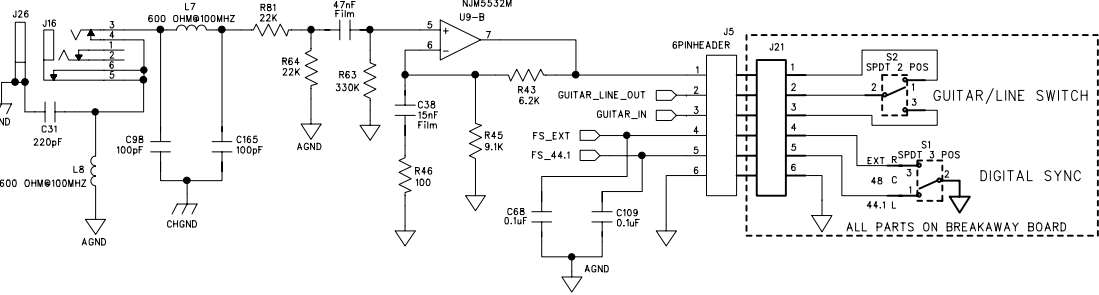 J26
J16
3
4
1
2
6
5
L7
600 OHM@100MHZ
R81
22K
47nF
Film
NJM5532M
U9-B
5
+
6
-
7
R64
22K
R63
330K
AGND
C31
220pF
C98
100pF
C165
100pF
CHGND
L8
600 OHM@100MHZ
AGND
C38
15nF
Film
R46
100
R45
9.1K
R43
6.2K
J5
6PINHEADER
1
2
3
4
5
6
GUITAR_LINE_OUT
GUITAR_IN
FS_EXT
FS_44.1
C68
0.1uF
C109
0.1uF
AGND
J21
1
2
3
4
5
6
S2
SPDT 2 POS
2
1
3
GUITAR/LINE SWITCH
S1
SPDT 3 POS
EXT R
3
48 C
2
1
44.1 L
DIGITAL SYNC
ALL PARTS ON BREAKAWAY BOARD